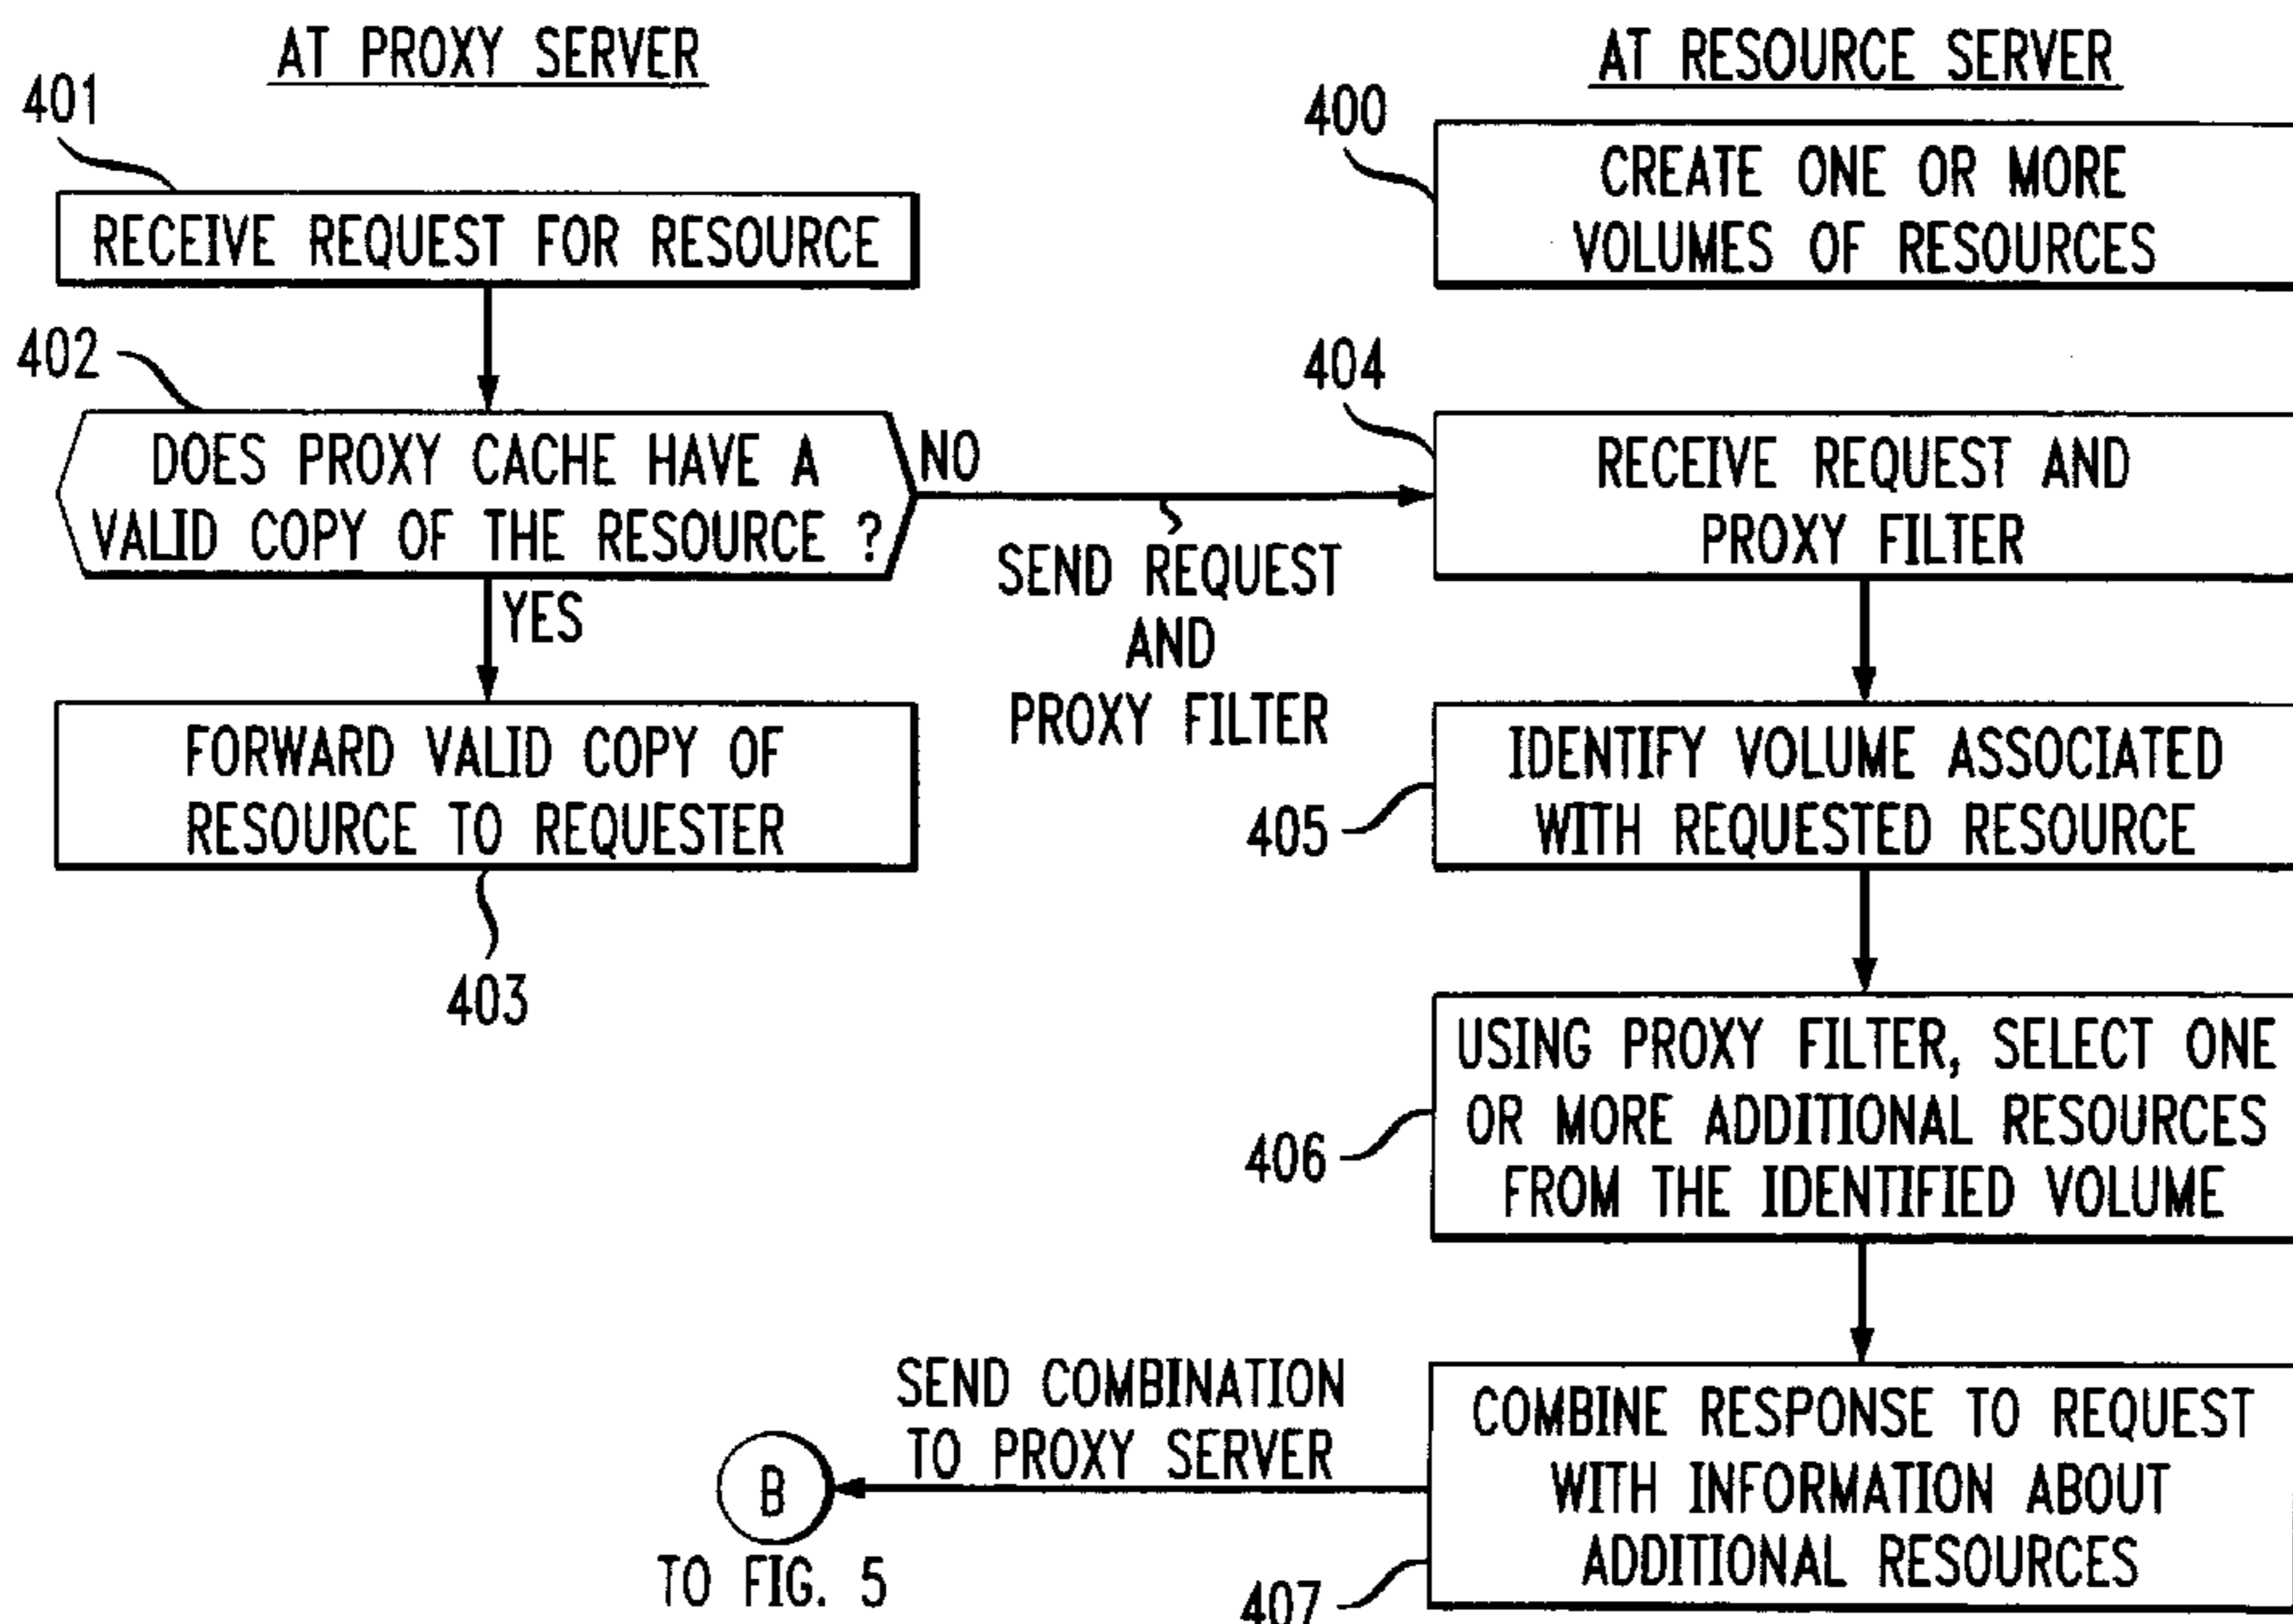 AT PROXY SERVER
401
RECEIVE REQUEST FOR RESOURCE
402
DOES PROXY CACHE HAVE A
VALID COPY OF THE RESOURCE ?
NO
YES
SEND REQUEST
AND
PROXY FILTER
FORWARD VALID COPY OF
RESOURCE TO REQUESTER
403
AT RESOURCE SERVER
400
CREATE ONE OR MORE
VOLUMES OF RESOURCES
404
RECEIVE REQUEST AND
PROXY FILTER
IDENTIFY VOLUME ASSOCIATED
WITH REQUESTED RESOURCE
405
USING PROXY FILTER, SELECT ONE
OR MORE ADDITIONAL RESOURCES
FROM THE IDENTIFIED VOLUME
406
COMBINE RESPONSE TO REQUEST
WITH INFORMATION ABOUT
ADDITIONAL RESOURCES
407
SEND COMBINATION
TO PROXY SERVER
B
TO FIG. 5